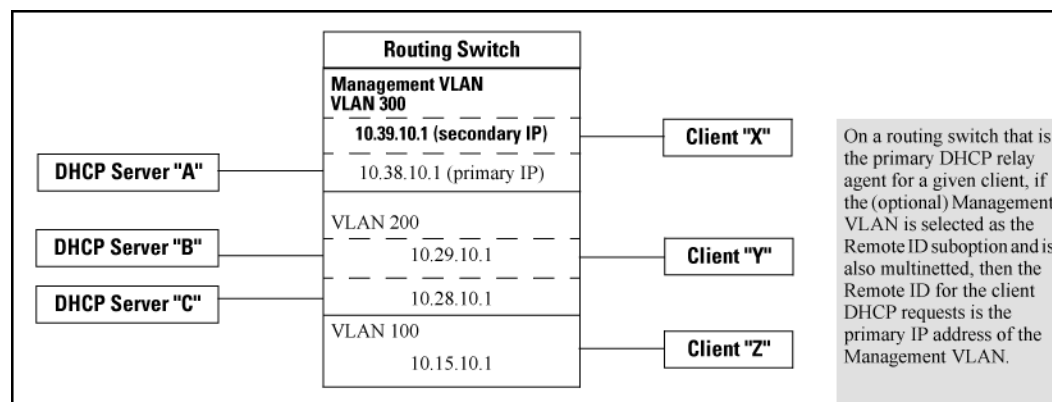 Routing Switch
Management VLAN
VLAN 300
10.39.10.1 (secondary IP)
Client "X"
DHCP Server "A"
10.38.10.1 (primary IP)
VLAN 200
DHCP Server "B"
10.29.10.1
Client "Y"
DHCP Server "C"
10.28.10.1
VLAN 100
10.15.10.1
Client "Z"
On a routing switch that is
the primary DHCP relay
agent for a given client, if
the (optional) Management
VLAN is selected as the
Remote ID suboption and is
also multinetted, then the
Remote ID for the client
DHCP requests is the
primary IP address of the
Management VLAN.